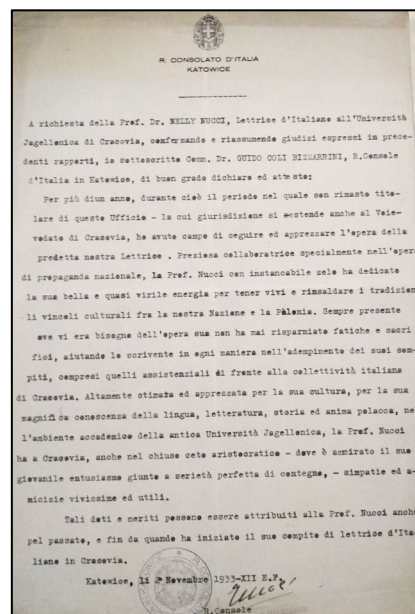 R. CONSOLATO D'ITALIA
KATOWICE
A richiesta della Prof. Dr. NELLY NUCCI, Lettrice d'Italiano all'Università
Jagellonica di Cracovia, confermando e riassumendo giudizi espressi in prece-
denti rapporti, io sottoscritto Comm. Dr. GUIDO COLI BIZZARRINI, R.Console
d'Italia in Katowice, di buon grado dichiaro ed attesto;
Per più diun anno, durante cioè il periodo nel quale son rimasto tito-
lare di questo Ufficio - la cui giurisdizione si estende anche al Voie-
vodato di Cracovia, ho avuto campo di seguire ed apprezzare l'opera della
predetta nostra Lettrice . Preziosa collaboratrice specialmente nell'opera
di propaganda nazionale, la Prof. Nucci con instancabile zelo ha dedicato
la sua bella e quasi virile energia per tener vivi e rinsaldare i tradizion
li vincoli culturali fra la nostra Nazione e la Polonia. Sempre presente
ove vi era bisogno dell'opera sua non ha mai risparmiato fatiche e sacri
fici, aiutando lo scrivente in ogni maniera nell'adempimento dei suoi com-
piti, compresi quelli assistenziali di fronte alla collettività italiana
di Cracovia. Altamente stimata ed apprezzata per la sua cultura, per la sua
magnifica conoscenza della lingua, letteratura, storia ed anima polacca, ne
l'ambiente accademico della antica Università Jagellonica, la Prof. Nucci
ha a Cracovia, anche nel chiuso ceto aristocratico - dove è ammirato il suo
giovanile entusiasmo giunto a serietà perfetta di contegno, - simpatie ed a-
micizie vivissime ed utili.
Tali doti e meriti possono essere attribuiti alla Prof. Nucci anche
pel passato, e fin da quando ha iniziato il suo compito di lettrice d'Ita
liano in Cracovia.
Katowice, li 2 Novembre 1933-XII E.F.
R.Console